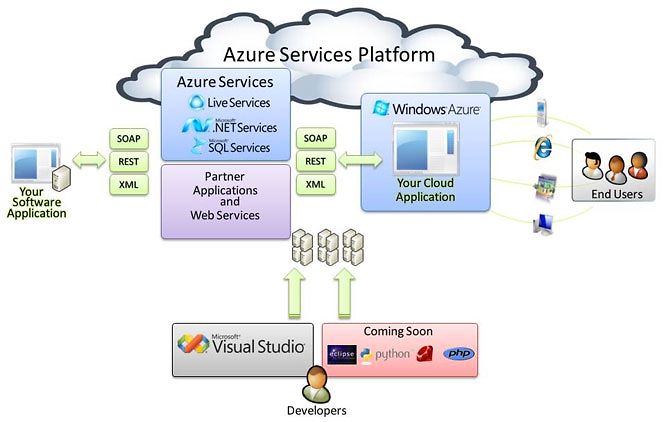 Azure Services Platform
Azure Services
Live Services
Microsoft
.NET Services
Microsoft
SQL Services
SOAP
REST
XML
Your
Software
Application
Partner
Applications
and
Web Services
SOAP
REST
XML
Windows Azure
Your Cloud
Application
End Users
Microsoft
Visual Studio
Coming Soon
eclipse
python
php
Developers